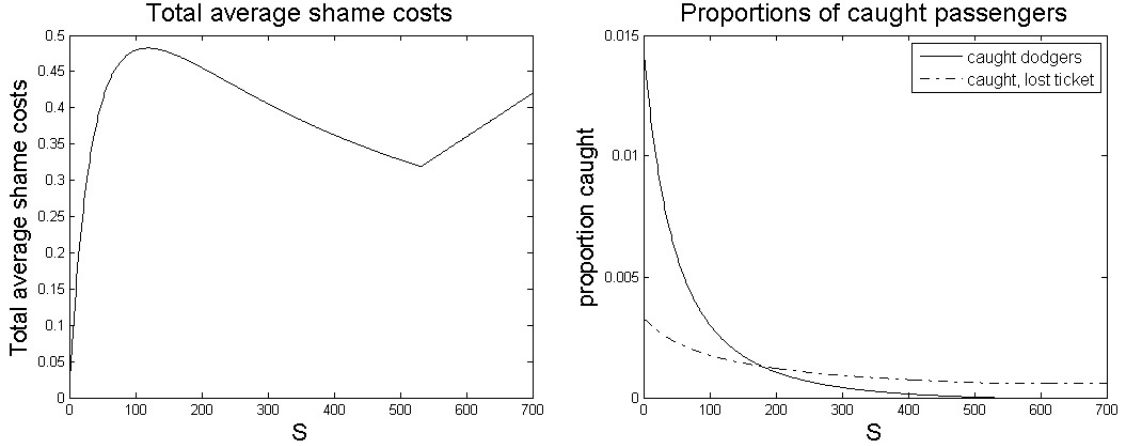 Total average shame costs
Total average shame costs
0.5
0.45
0.4
0.35
0.3
0.25
0.2
0.15
0.1
0.05
0
0 100 200 300 400 500 600 700
S
Proportions of caught passengers
proportion caught
0.015
0.01
0.005
0
caught dodgers
caught, lost ticket
0 100 200 300 400 500 600 700
S